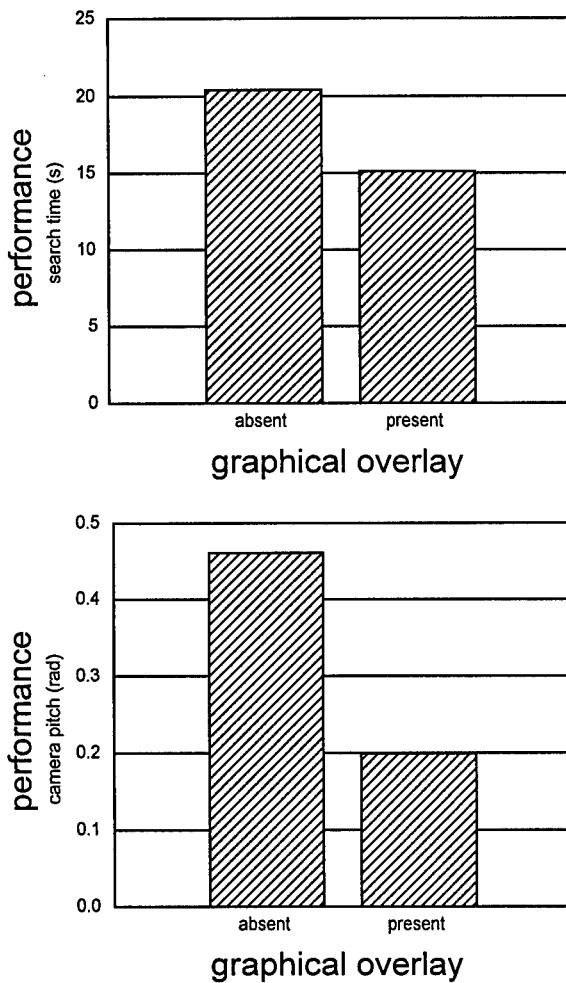 25
20
15
10
5
0
performance
search time (s)
absent present
graphical overlay
0.5
0.4
0.3
0.2
0.1
0.0
performance
camera pitch (rad)
absent present
graphical overlay